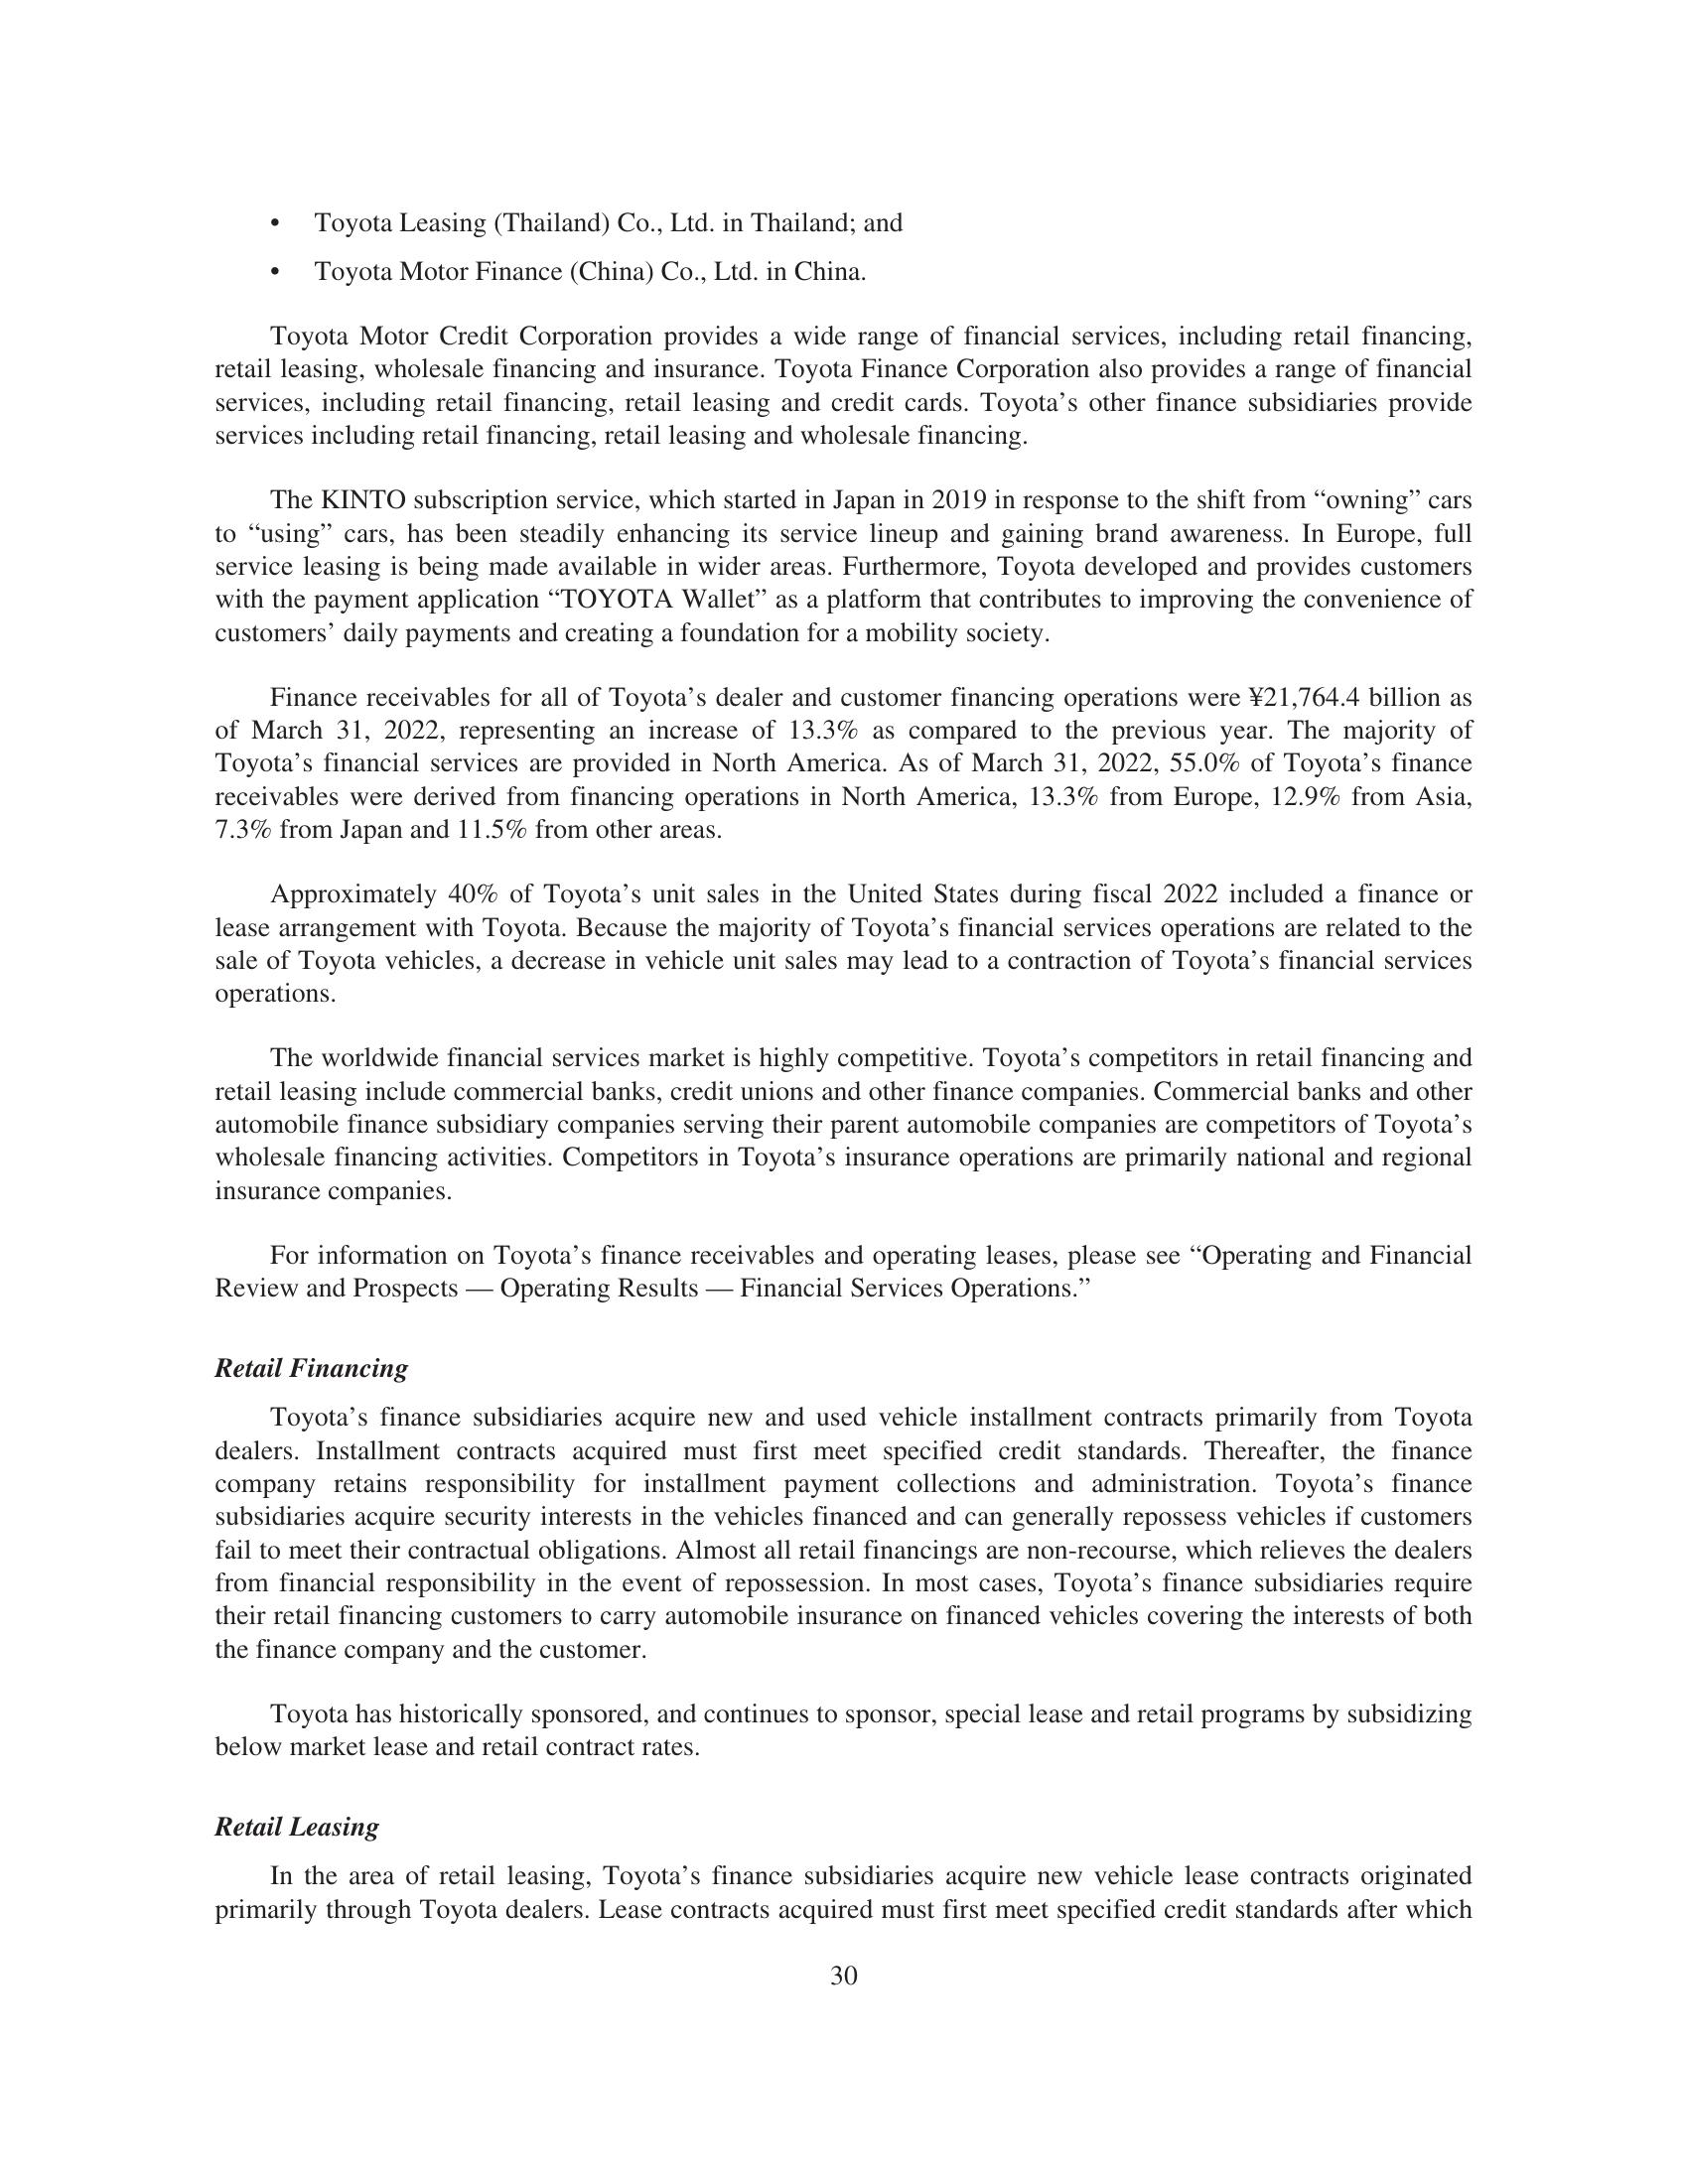 • Toyota Leasing (Thailand) Co., Ltd. in Thailand; and
• Toyota Motor Finance (China) Co., Ltd. in China.
Toyota Motor Credit Corporation provides a wide range of financial services, including retail financing,
retail leasing, wholesale financing and insurance. Toyota Finance Corporation also provides a range of financial
services, including retail financing, retail leasing and credit cards. Toyota’s other finance subsidiaries provide
services including retail financing, retail leasing and wholesale financing.
The KINTO subscription service, which started in Japan in 2019 in response to the shift from “owning” cars
to “using” cars, has been steadily enhancing its service lineup and gaining brand awareness. In Europe, full
service leasing is being made available in wider areas. Furthermore, Toyota developed and provides customers
with the payment application “TOYOTA Wallet” as a platform that contributes to improving the convenience of
customers’ daily payments and creating a foundation for a mobility society.
Finance receivables for all of Toyota’s dealer and customer financing operations were ¥21,764.4 billion as
of March 31, 2022, representing an increase of 13.3% as compared to the previous year. The majority of
Toyota’s financial services are provided in North America. As of March 31, 2022, 55.0% of Toyota’s finance
receivables were derived from financing operations in North America, 13.3% from Europe, 12.9% from Asia,
7.3% from Japan and 11.5% from other areas.
Approximately 40% of Toyota’s unit sales in the United States during fiscal 2022 included a finance or
lease arrangement with Toyota. Because the majority of Toyota’s financial services operations are related to the
sale of Toyota vehicles, a decrease in vehicle unit sales may lead to a contraction of Toyota’s financial services
operations.
The worldwide financial services market is highly competitive. Toyota’s competitors in retail financing and
retail leasing include commercial banks, credit unions and other finance companies. Commercial banks and other
automobile finance subsidiary companies serving their parent automobile companies are competitors of Toyota’s
wholesale financing activities. Competitors in Toyota’s insurance operations are primarily national and regional
insurance companies.
For information on Toyota’s finance receivables and operating leases, please see “Operating and Financial
Review and Prospects — Operating Results — Financial Services Operations.”
Retail Financing
Toyota’s finance subsidiaries acquire new and used vehicle installment contracts primarily from Toyota
dealers. Installment contracts acquired must first meet specified credit standards. Thereafter, the finance
company retains responsibility for installment payment collections and administration. Toyota’s finance
subsidiaries acquire security interests in the vehicles financed and can generally repossess vehicles if customers
fail to meet their contractual obligations. Almost all retail financings are non-recourse, which relieves the dealers
from financial responsibility in the event of repossession. In most cases, Toyota’s finance subsidiaries require
their retail financing customers to carry automobile insurance on financed vehicles covering the interests of both
the finance company and the customer.
Toyota has historically sponsored, and continues to sponsor, special lease and retail programs by subsidizing
below market lease and retail contract rates.
Retail Leasing
In the area of retail leasing, Toyota’s finance subsidiaries acquire new vehicle lease contracts originated
primarily through Toyota dealers. Lease contracts acquired must first meet specified credit standards after which
30